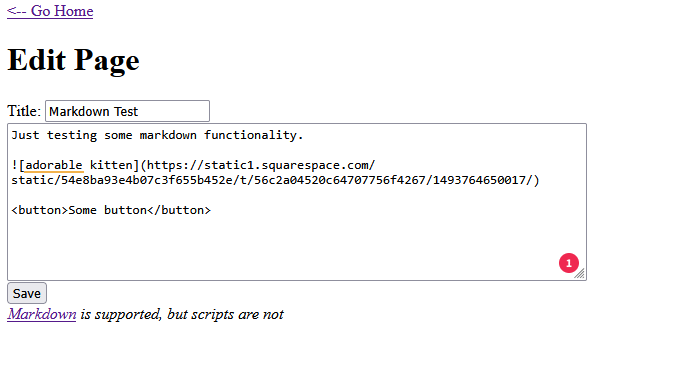 <-- Go Home
Edit Page
Title: Markdown Test
Just testing some markdown functionality.
![adorable kitten](https://static1.squarespace.com/
static/54e8ba93e4b07c3f655b452e/t/56c2a04520c64707756f4267/1493764650017/)
<button>Some button</button>
1
Save
Markdown is supported, but scripts are not